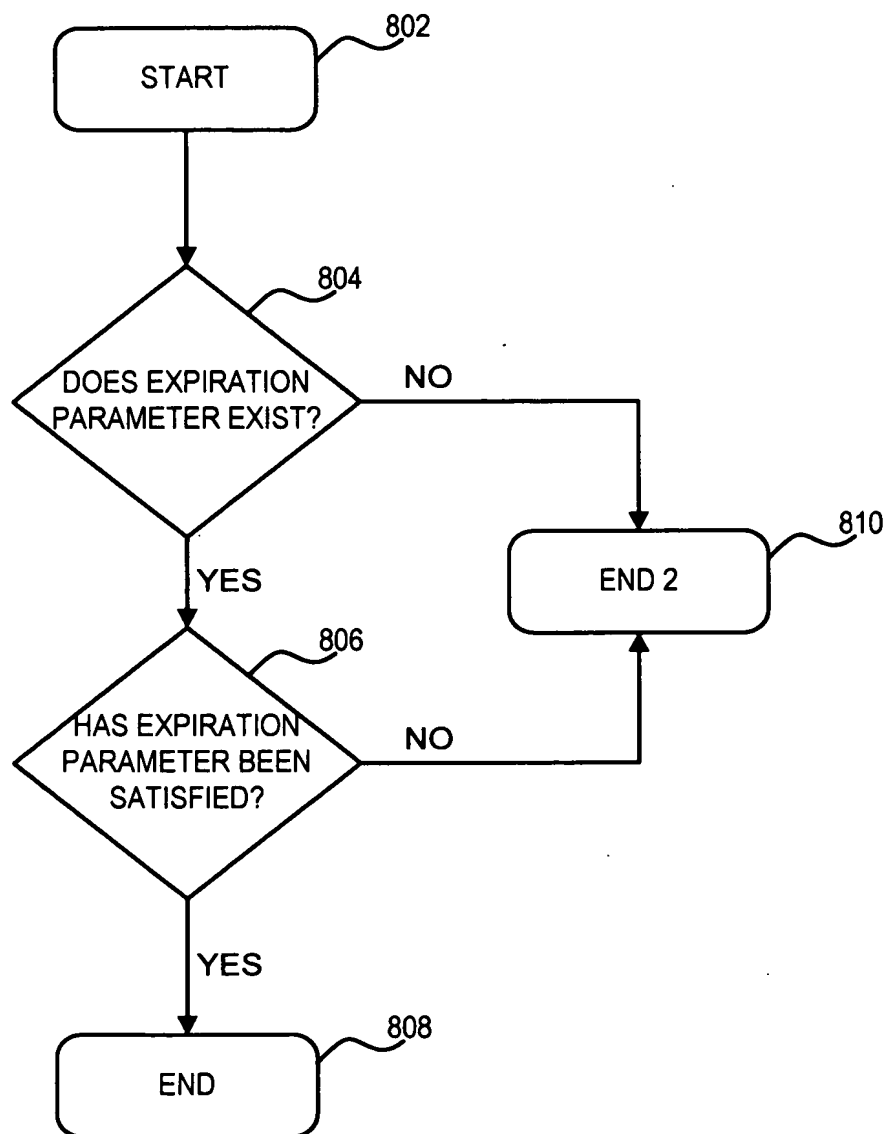 802
START
804
DOES EXPIRATION
PARAMETER EXIST?
NO
810
END 2
YES
806
HAS EXPIRATION
PARAMETER BEEN
SATISFIED?
NO
YES
808
END